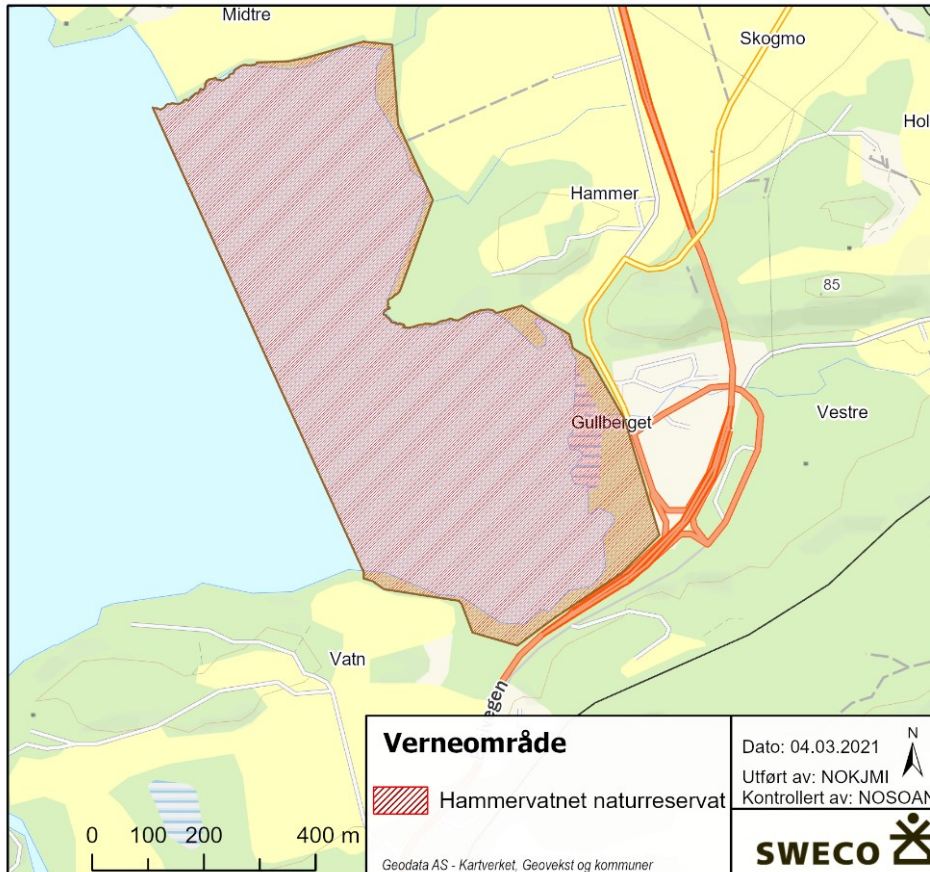 Midtre
Skogmo
Hol
Hammer
85
Gullberget
Vestre
Vatn
egen
Verneområde
Hammervatnet naturreservat
0 100 200 400 m
Geodata AS - Kartverket, Geovekst og kommuner
Dato: 04.03.2021
N
Utført av: NOKJMI
Kontrollert av: NOSOAN
SWECO